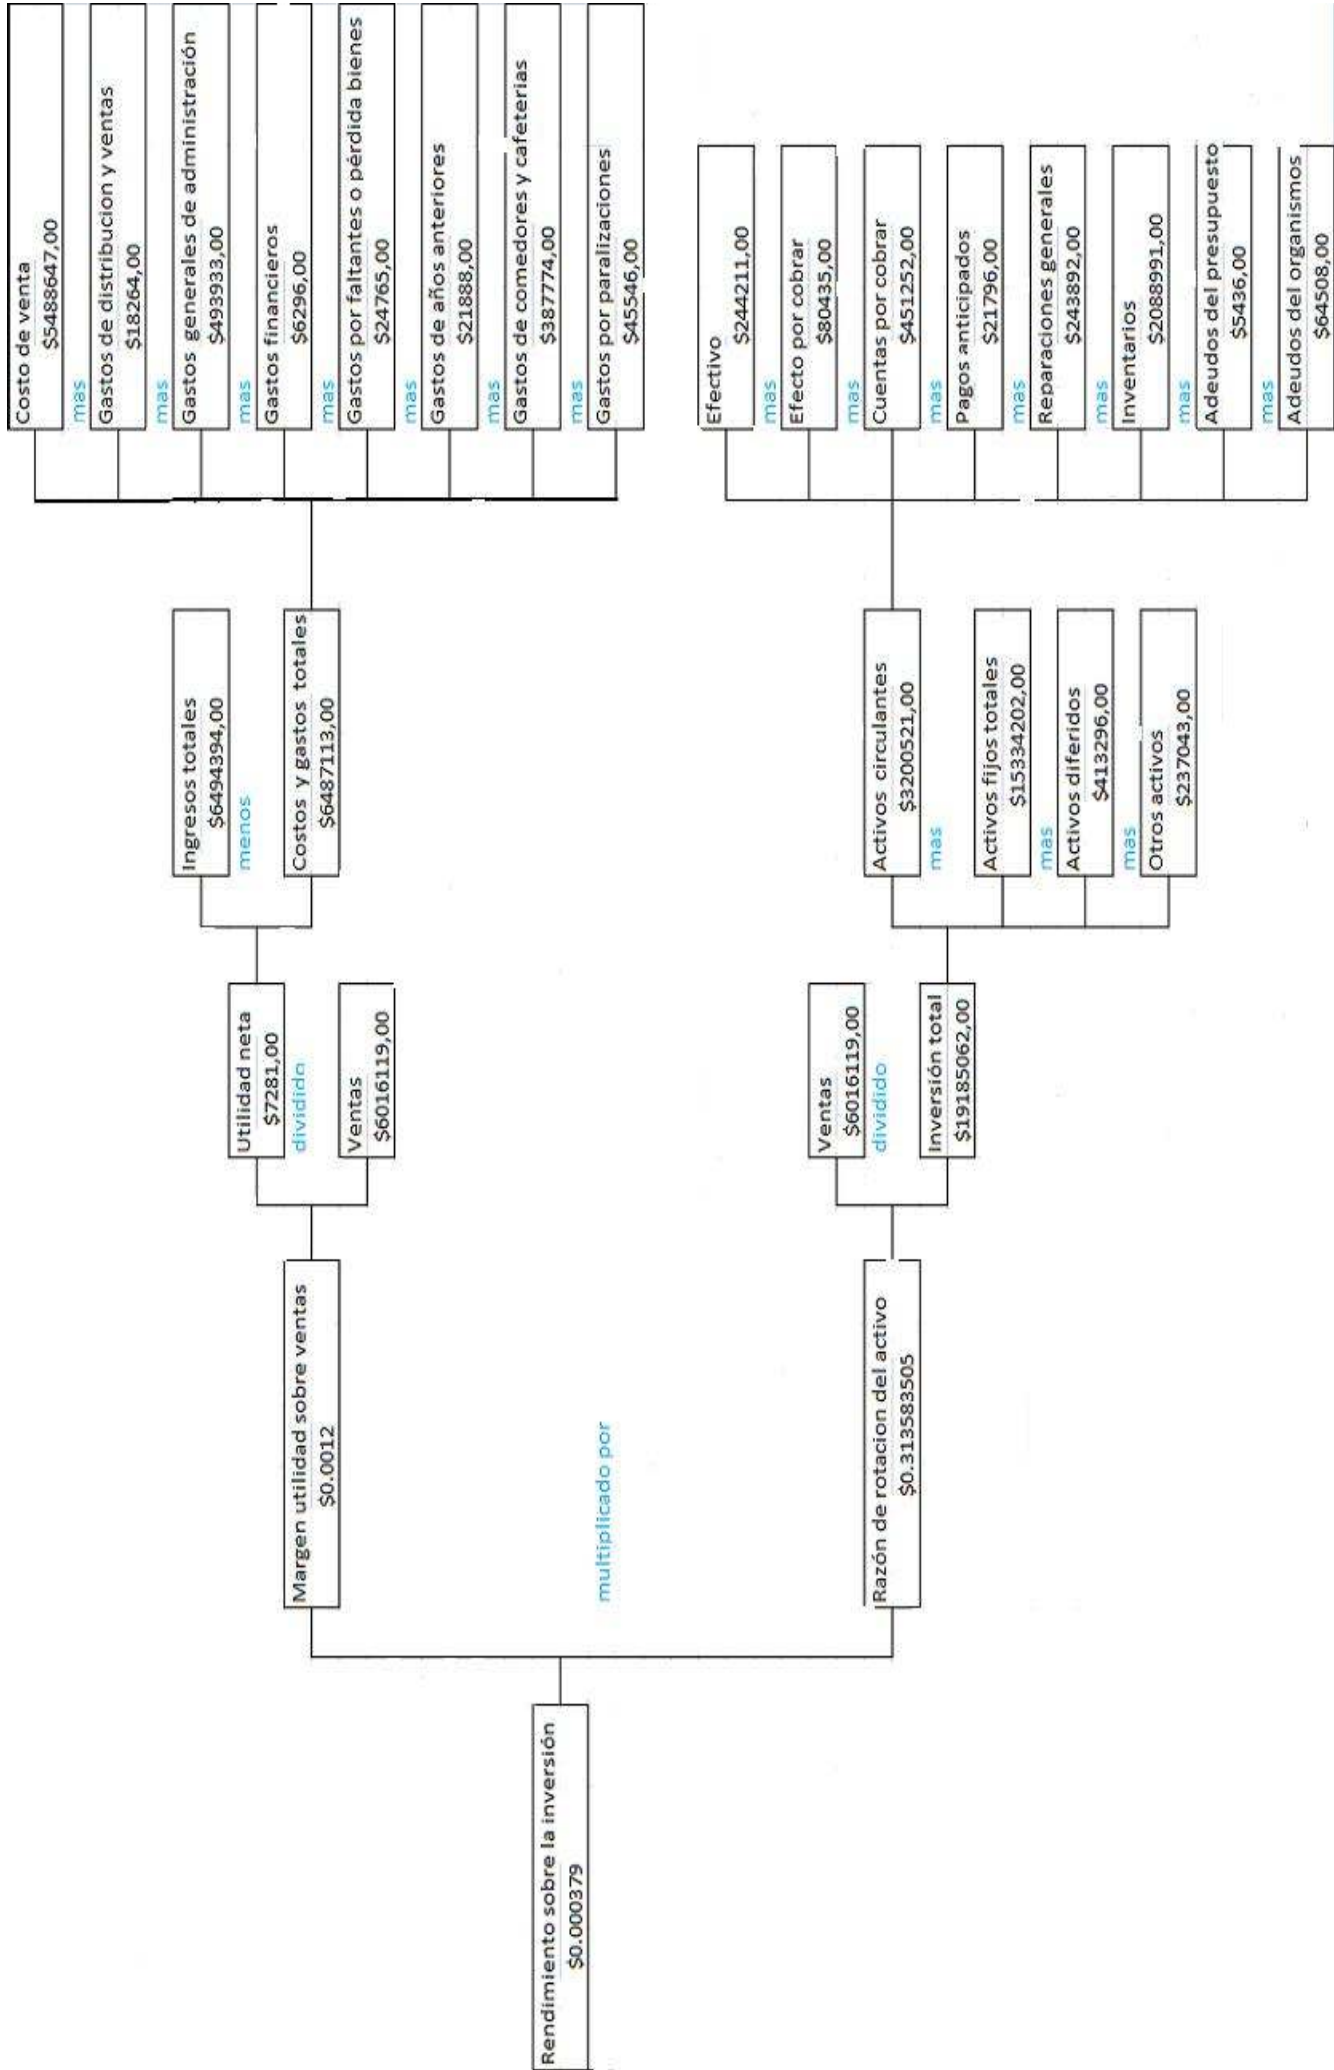 Rendimiento sobre la inversión
$0.000379
Margen utilidad sobre ventas
$0.0012
multiplicado por
Razón de rotacion del activo
$0.313583505
Utilidad neta
$7281,00
dividido
Ventas
$6016119,00
Ventas
$6016119,00
dividido
Inversión total
$19185062,00
Ingresos totales
$6494394,00
menos
Costos y gastos totales
$6487113,00
Activos circulantes
$3200521,00
mas
Activos fijos totales
$15334202,00
mas
Activos diferidos
$413296,00
mas
Otros activos
$237043,00
Costo de venta
$5488647,00
mas
Gastos de distribucion y ventas
$18264,00
mas
Gastos generales de administración
$493933,00
mas
Gastos financieros
$6296,00
mas
Gastos por faltantes o pérdida bienes
$24765,00
mas
Gastos de años anteriores
$21888,00
mas
Gastos de comedores y cafeterias
$387774,00
mas
Gastos por paralizaciones
$45546,00
Efectivo
$244211,00
mas
Efecto por cobrar
$80435,00
mas
Cuentas por cobrar
$451252,00
mas
Pagos anticipados
$21796,00
mas
Reparaciones generales
$243892,00
mas
Inventarios
$2088991,00
mas
Adeudos del presupuesto
$5436,00
mas
Adeudos del organismos
$64508,00